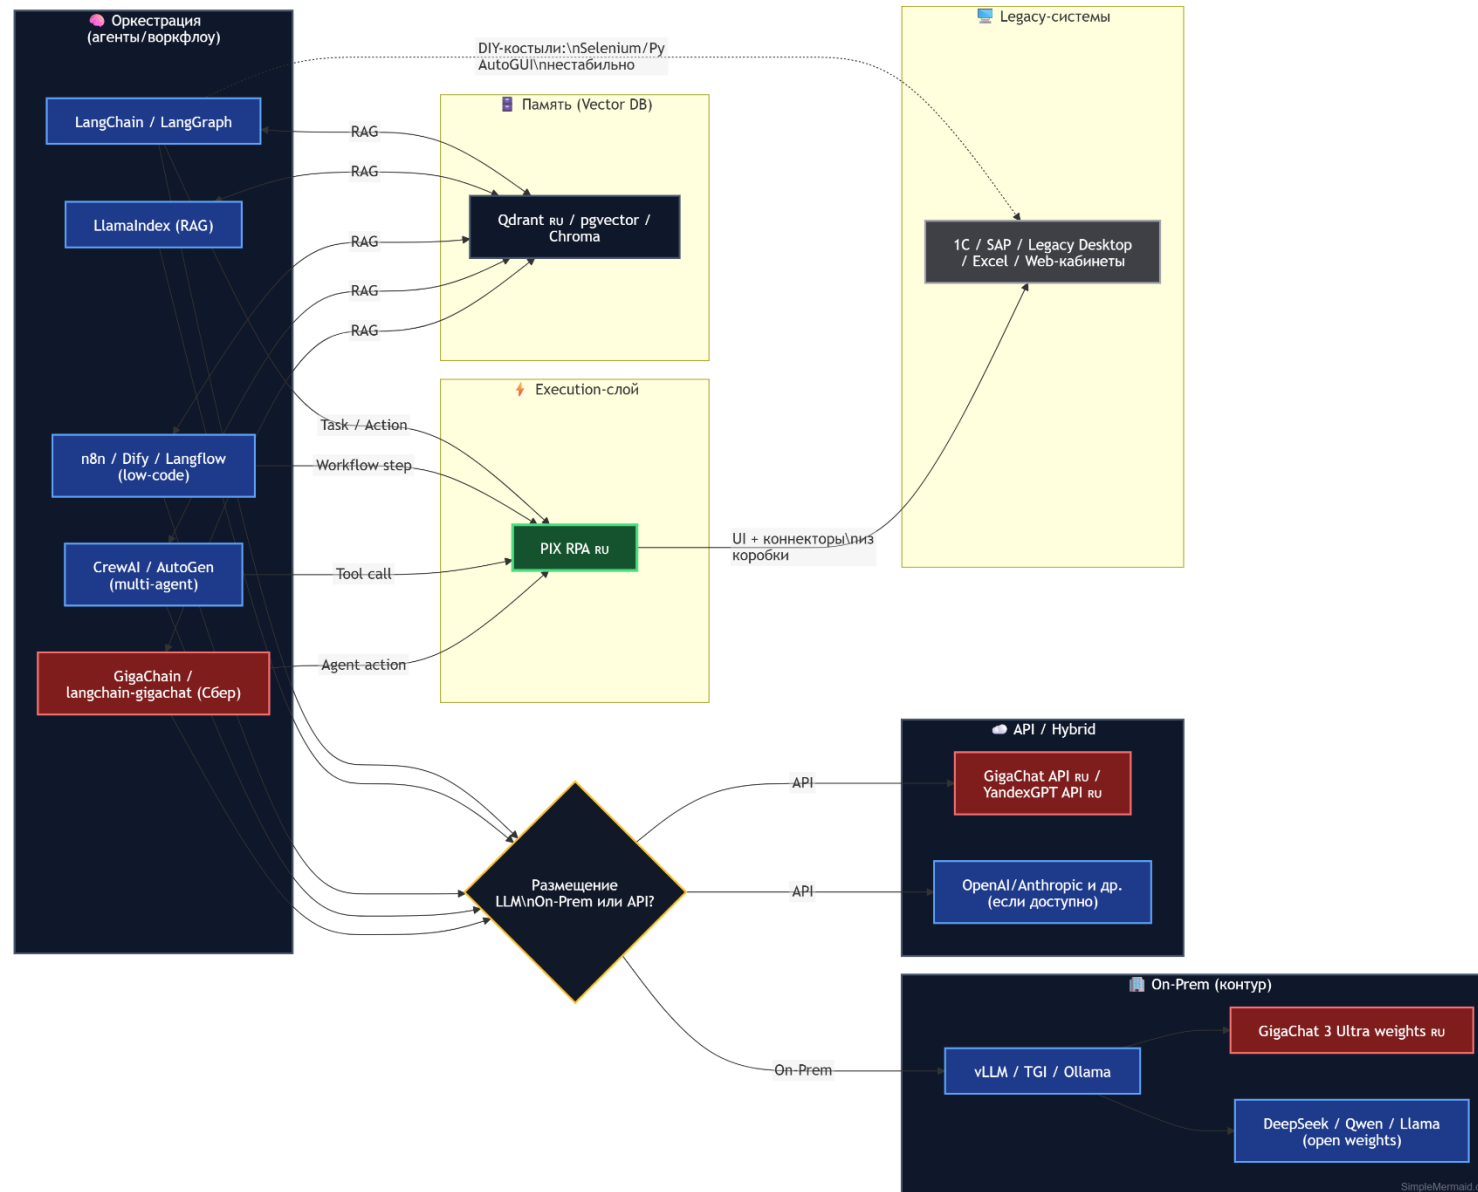 🧠 Оркестрация
(агенты/воркфлоу)
LangChain / LangGraph
LlamaIndex (RAG)
n8n / Dify / Langflow
(low-code)
CrewAI / AutoGen
(multi-agent)
GigaChain /
langchain-gigachat (Сбер)
DIY-костыли:\nSelenium/Py
AutoGUI\nнестабильно
RAG
RAG
RAG
RAG
RAG
🗄 Память (Vector DB)
Qdrant RU / pgvector /
Chroma
⚡ Execution-слой
Task / Action
Workflow step
Tool call
Agent action
PIX RPA RU
UI + коннекторы\nиз
коробки
🖥 Legacy-системы
1С / SAP / Legacy Desktop
/ Excel / Web-кабинеты
Размещение
LLM\nOn-Prem или API?
API
API
On-Prem
☁ API / Hybrid
GigaChat API RU /
YandexGPT API RU
OpenAI/Anthropic и др.
(если доступно)
🏢 On-Prem (контур)
vLLM / TGI / Ollama
GigaChat 3 Ultra weights RU
DeepSeek / Qwen / Llama
(open weights)